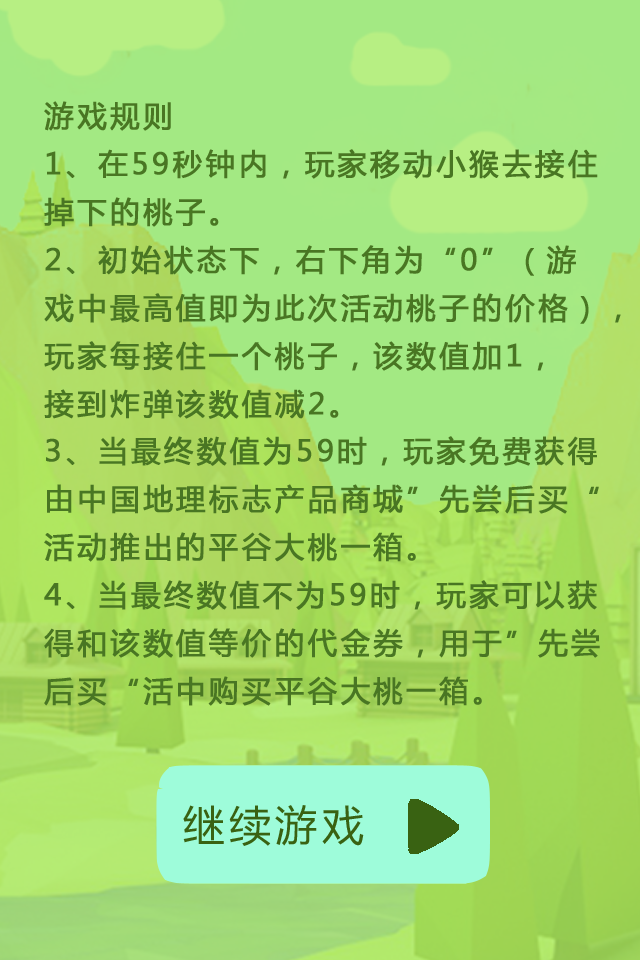 游戏规则
1、在59秒钟内，玩家移动小猴去接住
掉下的桃子。
2、初始状态下，右下角为“0”（游
戏中最高值即为此次活动桃子的价格），
玩家每接住一个桃子，该数值加1，
接到炸弹该数值减2。
3、当最终数值为59时，玩家免费获得
由中国地理标志产品商城”先尝后买“
活动推出的平谷大桃一箱。
4、当最终数值不为59时，玩家可以获
得和该数值等价的代金券，用于”先尝
后买“活中购买平谷大桃一箱。
继续游戏